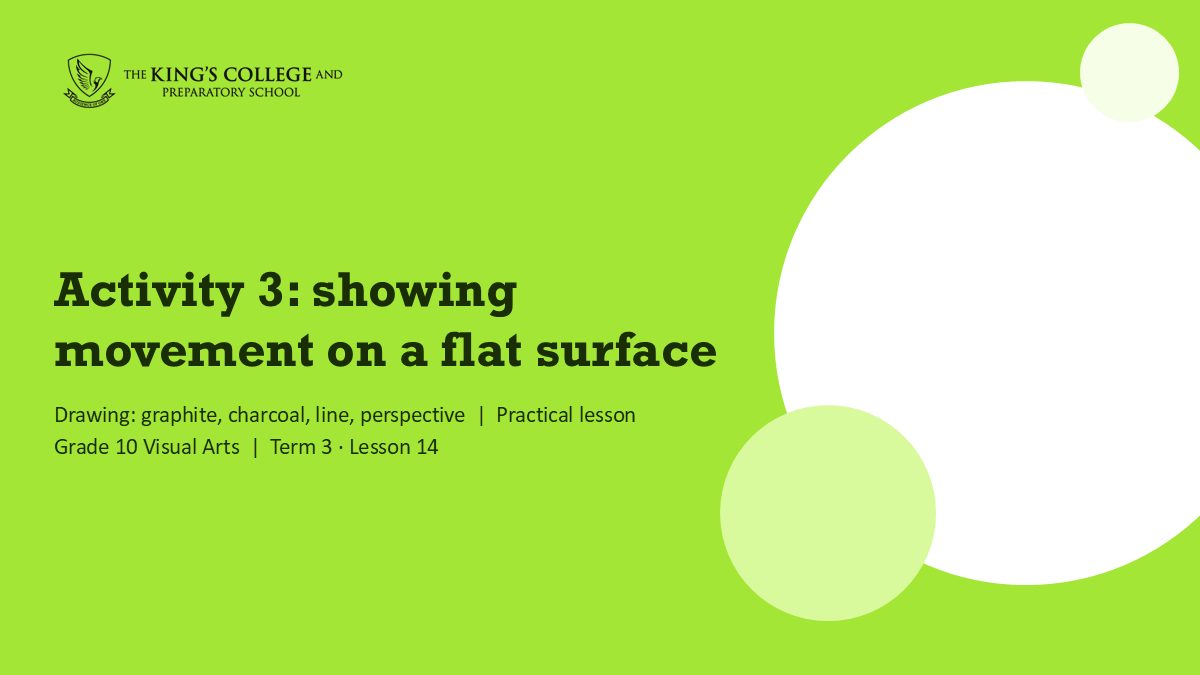 THE KING'S COLLEGE AND
PREPARATORY SCHOOL
Activity 3: showing
movement on a flat surface
Drawing: graphite, charcoal, line, perspective | Practical lesson
Grade 10 Visual Arts | Term 3 · Lesson 14